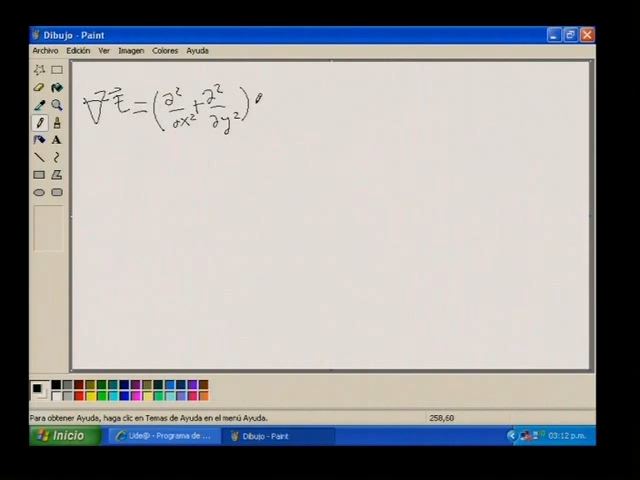 Dibujo - Paint
Archivo Edición Ver Imagen Colores Ayuda
∇²E⃗ = (∂²/∂x² + ∂²/∂y²)
Para obtener Ayuda, haga clic en Temas de Ayuda en el menú Ayuda. 258,60
Inicio Ude@ - Programa de ... Dibujo - Paint 03:12 p.m.